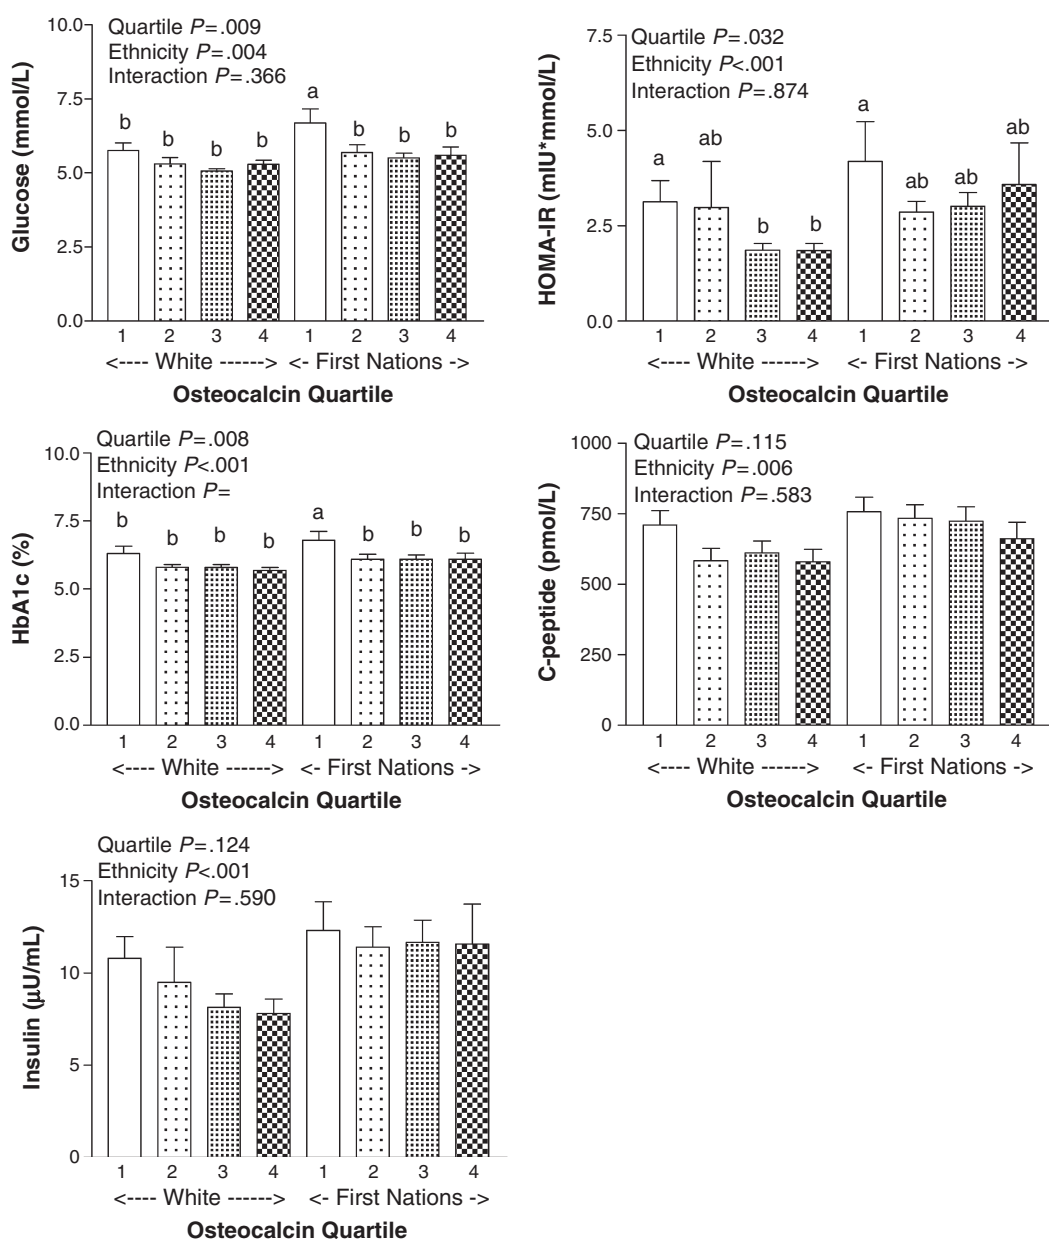 Quartile P=.009
Ethnicity P=.004
Interaction P=.366
Glucose (mmol/L)
10.0
7.5
5.0
2.5
0.0
b b b b a b b b
1 2 3 4 1 2 3 4
<---- White ------> <- First Nations ->
Osteocalcin Quartile
Quartile P=.032
Ethnicity P<.001
Interaction P=.874
HOMA-IR (mIU*mmol/L)
7.5
5.0
2.5
0.0
a ab b b a ab ab ab
1 2 3 4 1 2 3 4
<---- White ------> <- First Nations ->
Osteocalcin Quartile
Quartile P=.008
Ethnicity P<.001
Interaction P=
HbA1c (%)
10.0
7.5
5.0
2.5
0.0
b b b b a b b b
1 2 3 4 1 2 3 4
<---- White ------> <- First Nations ->
Osteocalcin Quartile
Quartile P=.115
Ethnicity P=.006
Interaction P=.583
C-peptide (pmol/L)
1000
750
500
250
0
1 2 3 4 1 2 3 4
<---- White ------> <- First Nations ->
Osteocalcin Quartile
Quartile P=.124
Ethnicity P<.001
Interaction P=.590
Insulin (µU/mL)
15
10
5
0
1 2 3 4 1 2 3 4
<---- White ------> <- First Nations ->
Osteocalcin Quartile